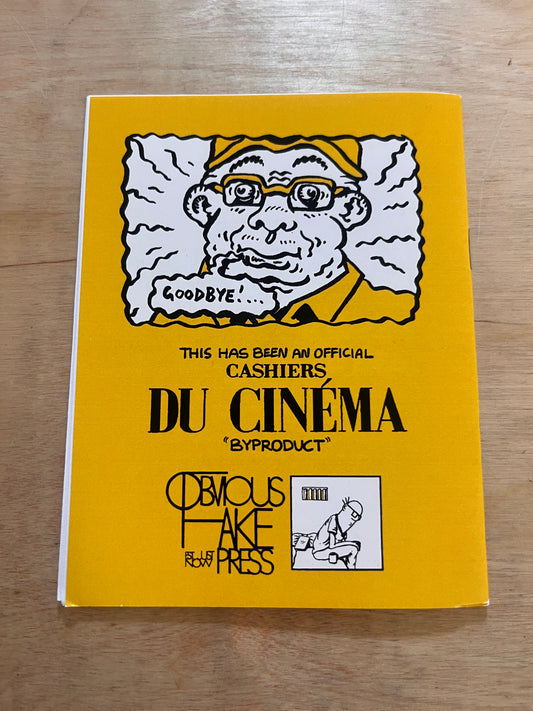 GOODBYE!...
THIS HAS BEEN AN OFFICIAL
CASHIERS
DU CINÉMA
"BYPRODUCT"
OBVIOUS
FAKE
PRESS